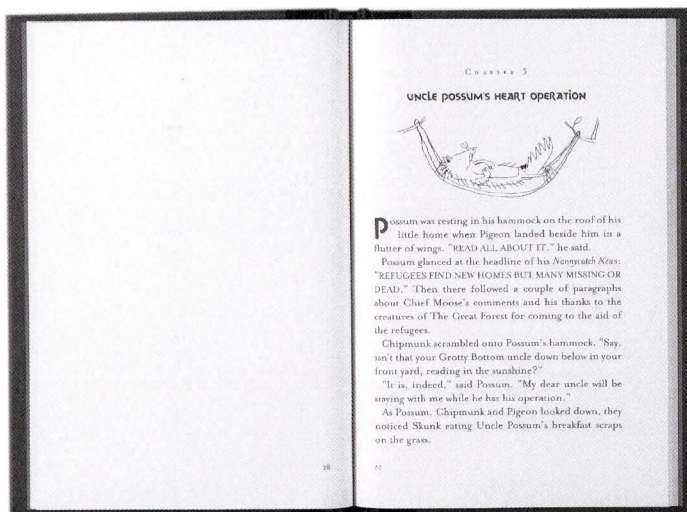 CHAPTER 5
UNCLE POSSUM'S HEART OPERATION
Possum was resting in his hammock on the roof of his
little home when Pigeon landed beside him in a
flutter of wings. "READ ALL ABOUT IT," he said.
Possum glanced at the headline of his Nannycatch News:
"REFUGEES FIND NEW HOMES BUT MANY MISSING OR
DEAD." Then there followed a couple of paragraphs
about Chief Moose's comments and his thanks to the
creatures of The Great Forest for coming to the aid of
the refugees.
Chipmunk scrambled onto Possum's hammock. "Say,
isn't that your Grotty Bottom uncle down below in your
front yard, reading in the sunshine?"
"It is, indeed," said Possum. "My dear uncle will be
staying with me while he has his operation."
As Possum, Chipmunk and Pigeon looked down, they
noticed Skunk eating Uncle Possum's breakfast scraps
on the grass.
28